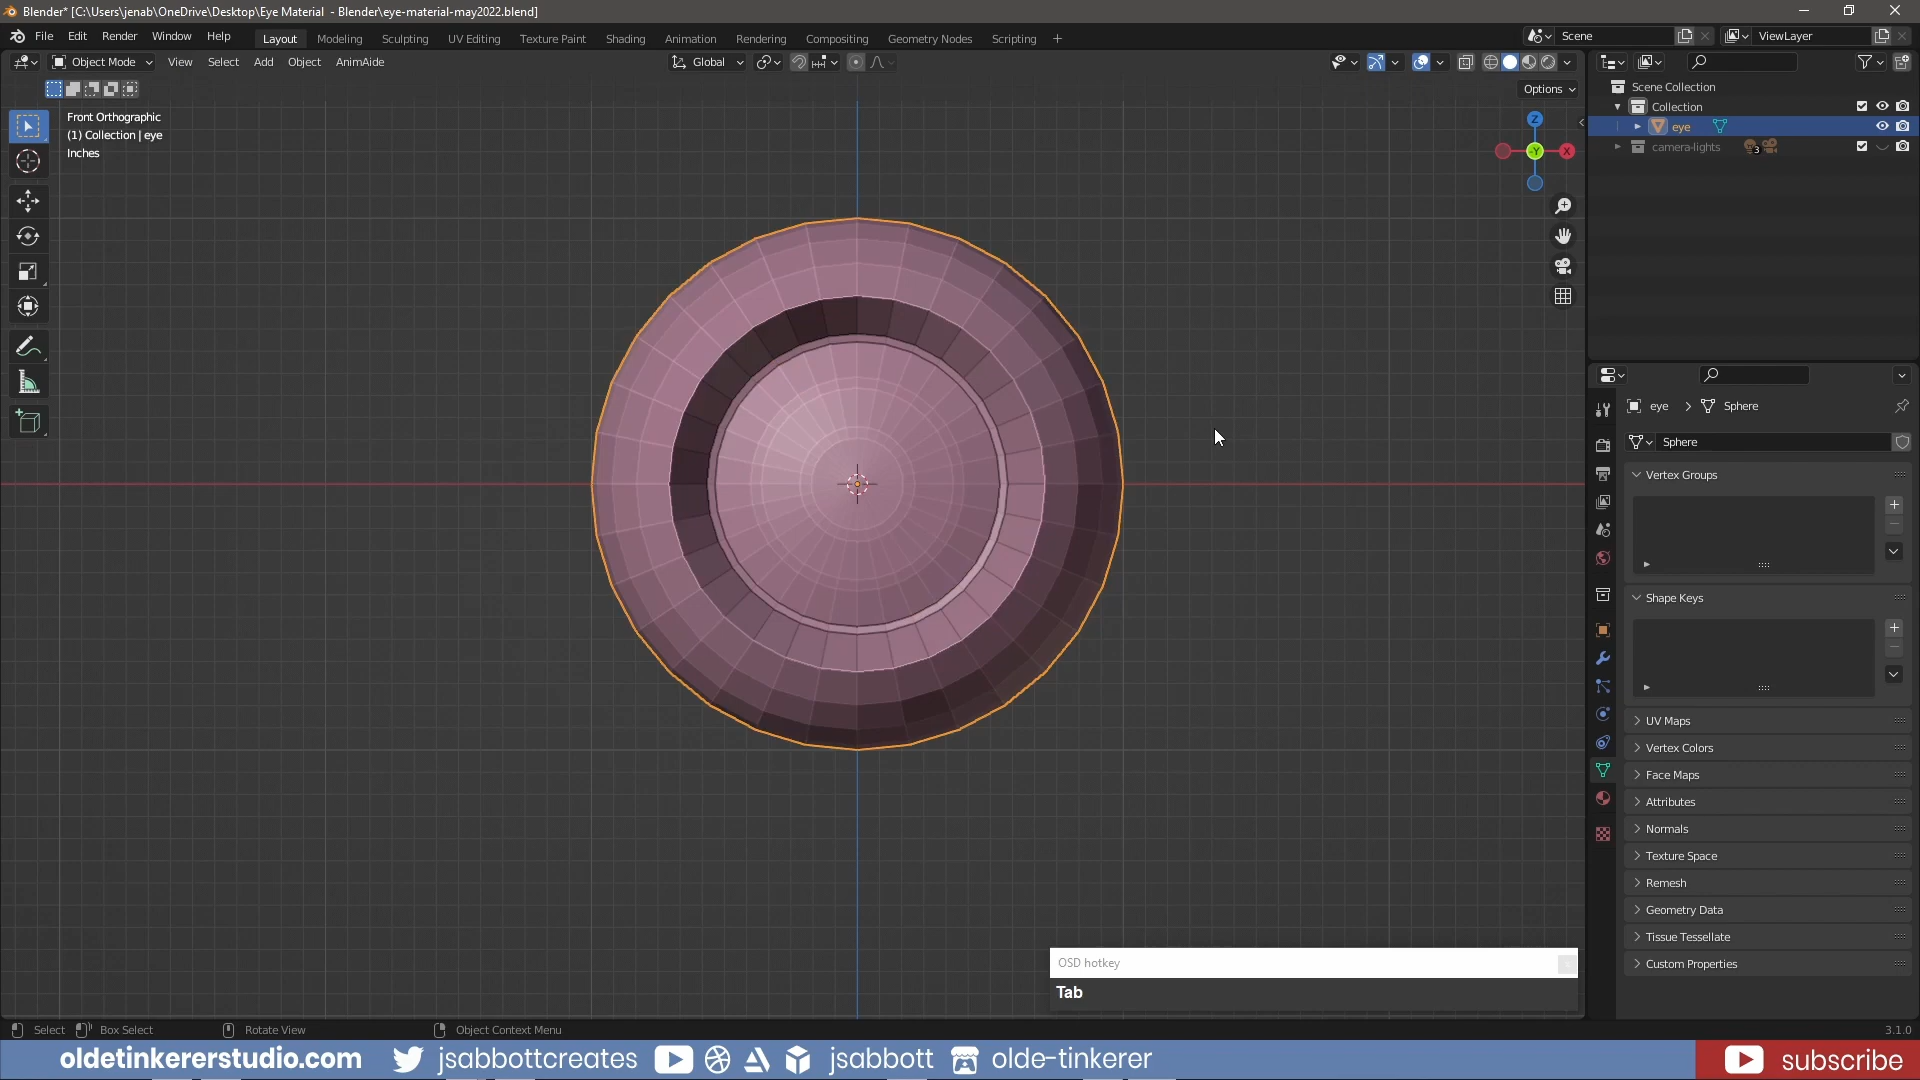 Blender* [C:\Users\jenab\OneDrive\Desktop\Eye Material - Blender\eye-material-may2022.blend]
File Edit Render Window Help Layout Modeling Sculpting UV Editing Texture Paint Shading Animation Rendering Compositing Geometry Nodes Scripting + Scene ViewLayer
Object Mode View Select Add Object AnimAide Global
Options
Front Orthographic
(1) Collection | eye
Inches
Z
Y
X
Scene Collection
Collection
eye
camera-lights 3
eye > Sphere
Sphere
Vertex Groups
Shape Keys
UV Maps
Vertex Colors
Face Maps
Attributes
Normals
Texture Space
Remesh
Geometry Data
Tissue Tessellate
Custom Properties
OSD hotkey
Tab
Select Box Select Rotate View Object Context Menu 3.1.0
oldetinkererstudio.com jsabbottcreates jsabbott olde-tinkerer subscribe